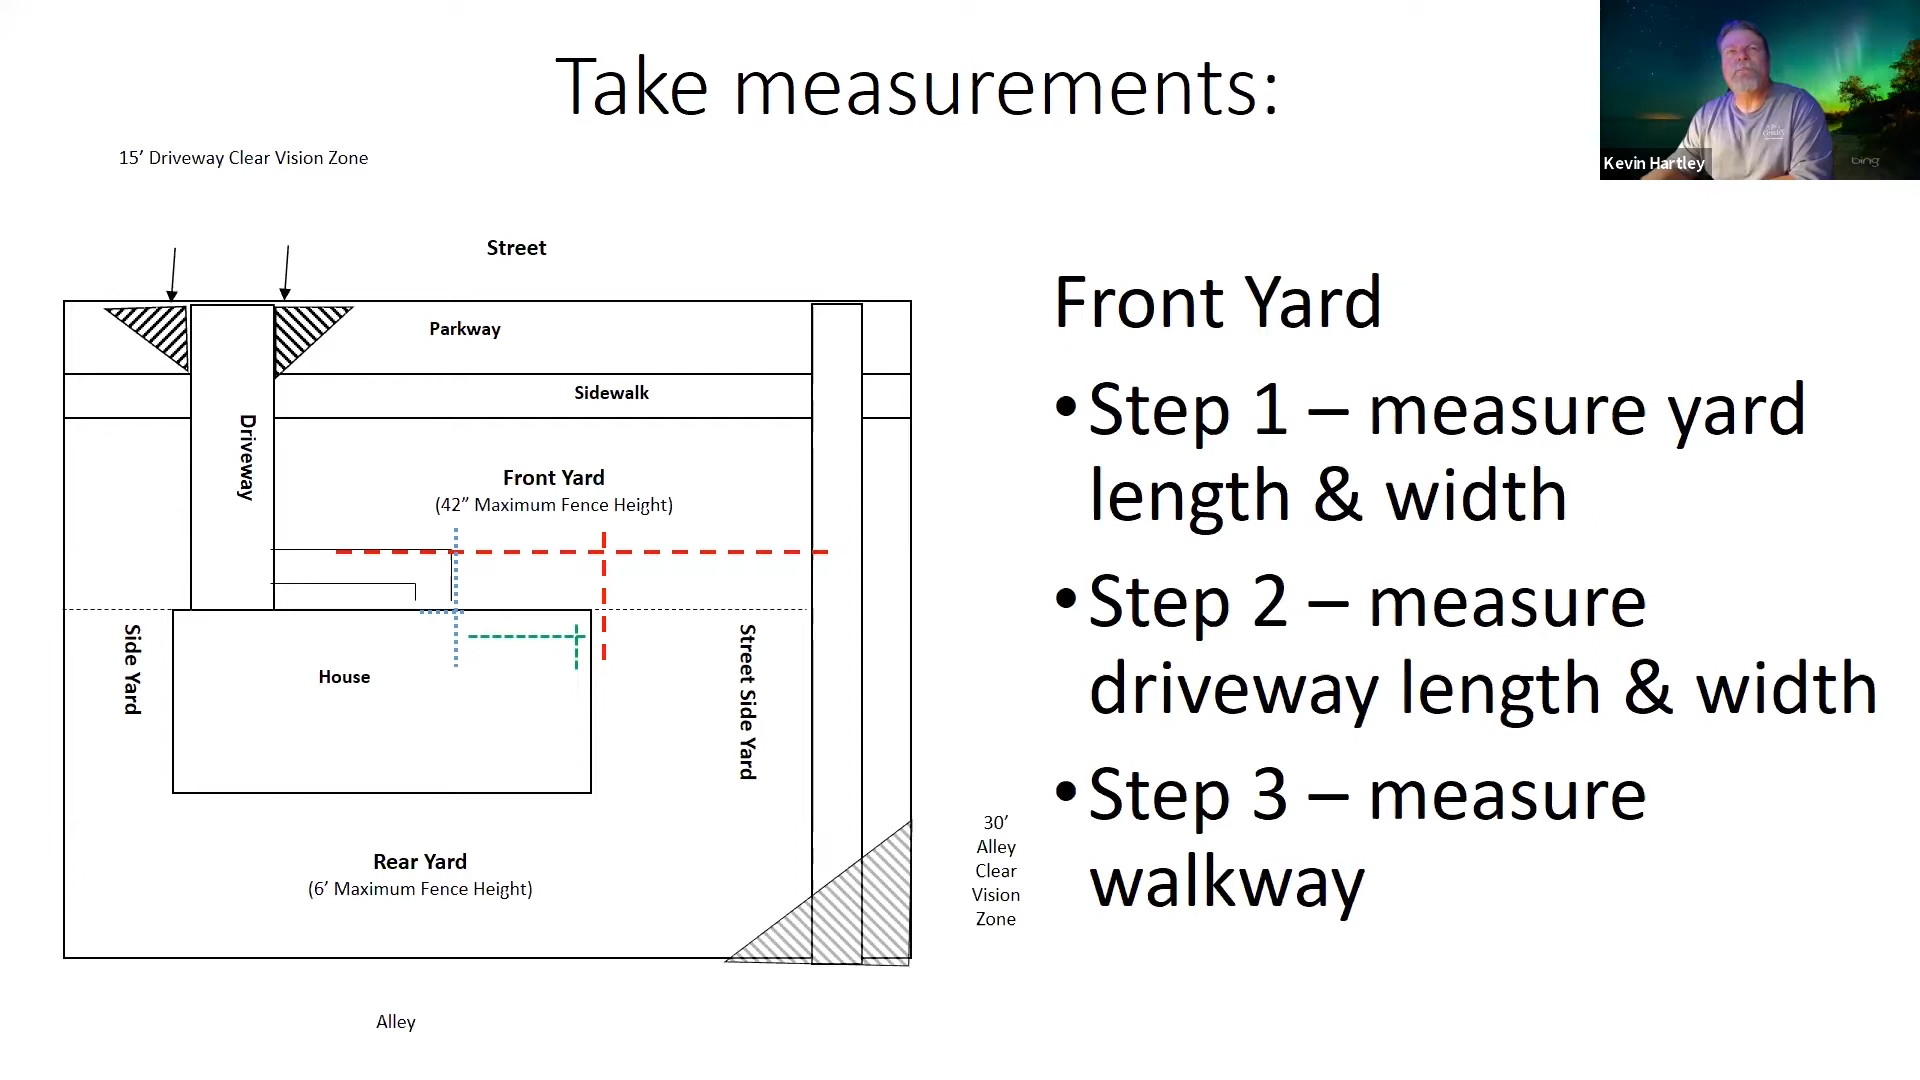 Take measurements:
15’ Driveway Clear Vision Zone
Kevin Hartley
bing
Street
Parkway
Sidewalk
Driveway
Front Yard
(42” Maximum Fence Height)
Side Yard
House
Street Side Yard
Rear Yard
(6’ Maximum Fence Height)
30’
Alley
Clear
Vision
Zone
Alley
Front Yard
•Step 1 – measure yard
length & width
•Step 2 – measure
driveway length & width
•Step 3 – measure
walkway